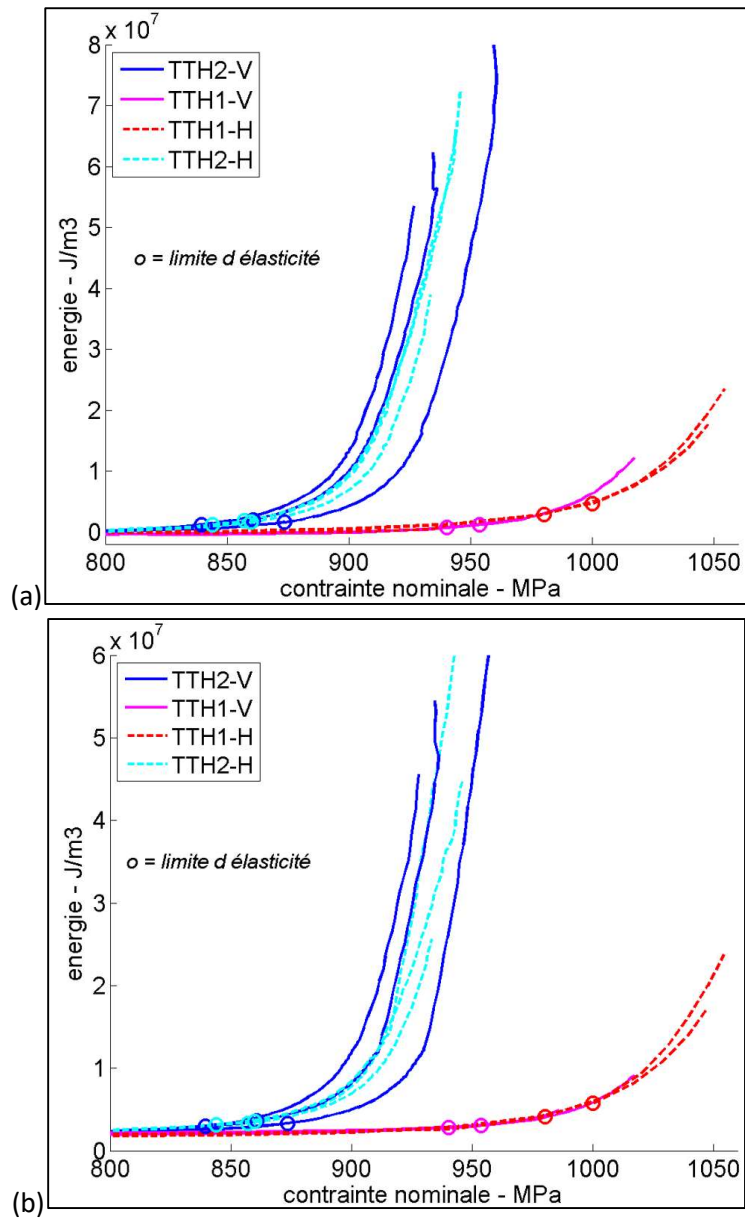 x 10^7
8
7
6
5
4
3
2
1
0
énergie - J/m3
TTH2-V
TTH1-V
TTH1-H
TTH2-H
o = limite d élasticité
800 850 900 950 1000 1050
contrainte nominale - MPa
(a)
x 10^7
6
5
4
3
2
1
0
énergie - J/m3
TTH2-V
TTH1-V
TTH1-H
TTH2-H
o = limite d élasticité
800 850 900 950 1000 1050
contrainte nominale - MPa
(b)